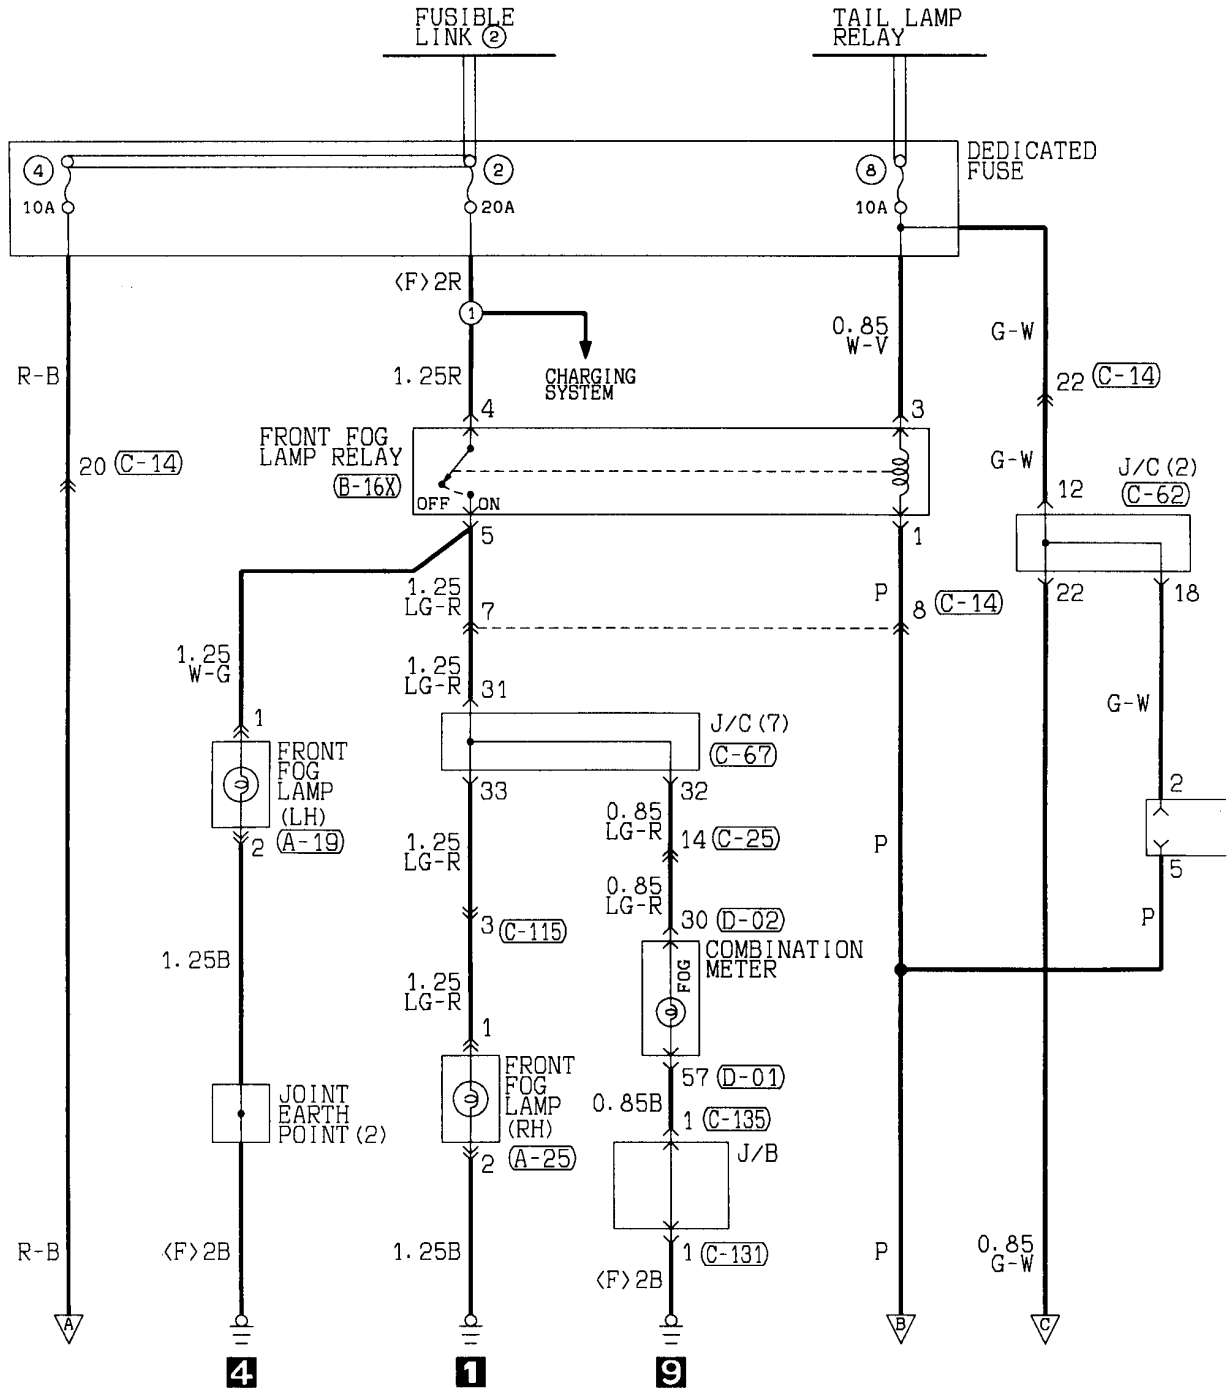 FUSIBLE
LINK ②
TAIL LAMP
RELAY
DEDICATED
FUSE
4
2
8
10A
20A
10A
<F>2R
1
0.85
W-V
G-W
R-B
1.25R
CHARGING
SYSTEM
22 C-14
4
3
FRONT FOG
LAMP RELAY
B-16X
20 C-14
G-W
J/C(2)
C-62
12
OFF
ON
5
1
22
18
1.25
LG-R
7
P
8 C-14
1.25
W-G
1.25
LG-R
31
G-W
1
J/C(7)
C-67
FRONT
FOG
LAMP
(LH)
A-19
2
33
32
2
0.85
LG-R
14 C-25
1.25
LG-R
P
5
0.85
LG-R
30 D-02
3 C-115
P
1.25B
COMBINATION
METER
FOG
1.25
LG-R
1
FRONT
FOG
LAMP
(RH)
A-25
2
57 D-01
0.85B
1 C-135
J/B
JOINT
EARTH
POINT(2)
R-B
<F>2B
1.25B
1 C-131
<F>2B
P
0.85
G-W
A
B
C
4
1
9